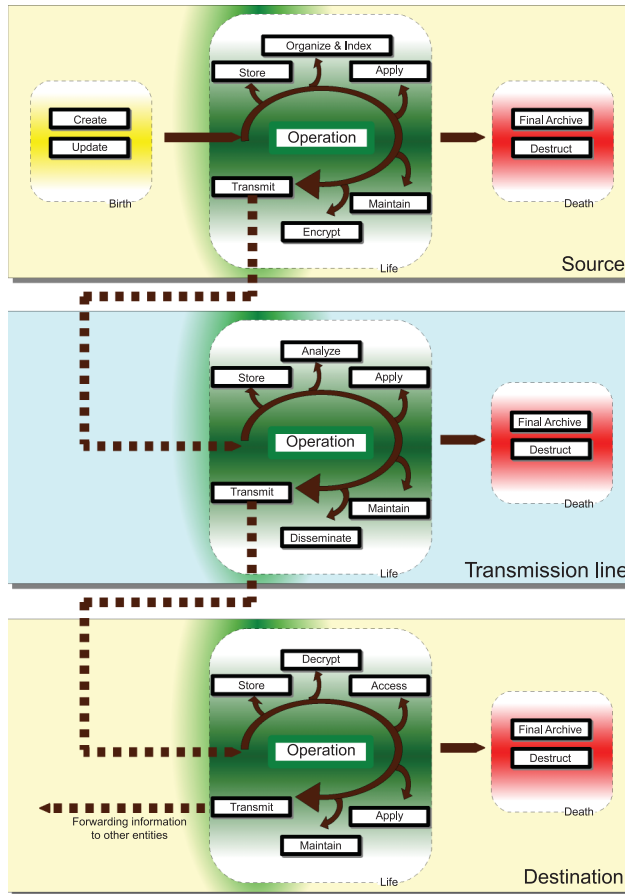 Organize & Index
Store
Apply
Create
Update
Birth
Operation
Transmit
Maintain
Encrypt
Life
Final Archive
Destruct
Death
Source
Analyze
Store
Apply
Operation
Transmit
Maintain
Disseminate
Life
Final Archive
Destruct
Death
Transmission line
Decrypt
Store
Access
Operation
Transmit
Apply
Maintain
Life
Forwarding information
to other entities
Final Archive
Destruct
Death
Destination